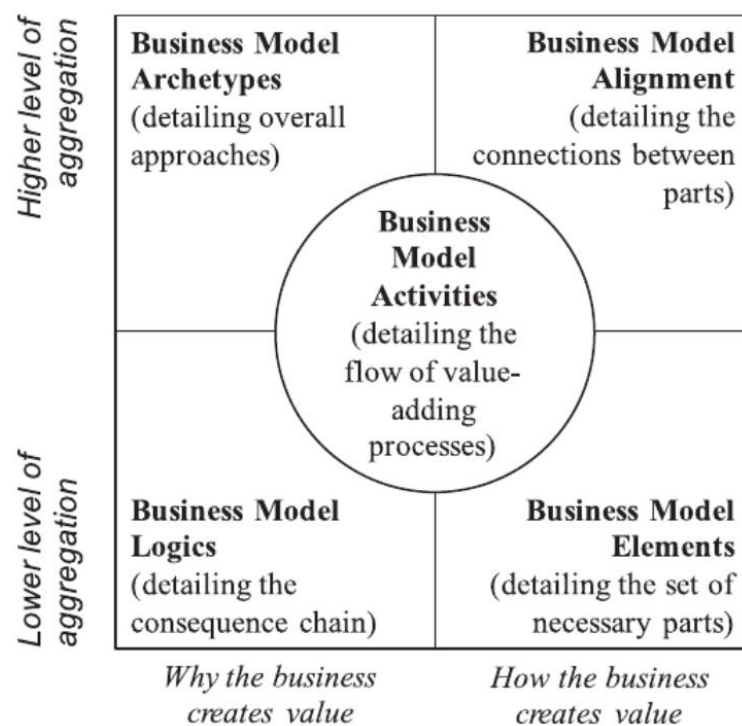 Higher level of
aggregation
Business Model
Archetypes
(detailing overall
approaches)
Business Model
Alignment
(detailing the
connections between
parts)
Business
Model
Activities
(detailing the
flow of value-
adding
processes)
Lower level of
aggregation
Business Model
Logics
(detailing the
consequence chain)
Business Model
Elements
(detailing the set of
necessary parts)
Why the business
creates value
How the business
creates value